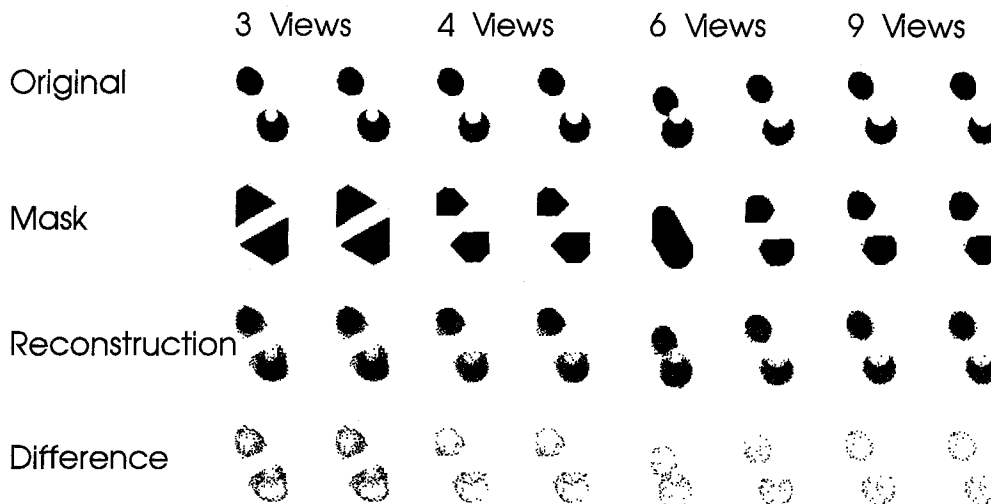 3 Views 4 Views 6 Views 9 Views
Original
Mask
Reconstruction
Difference